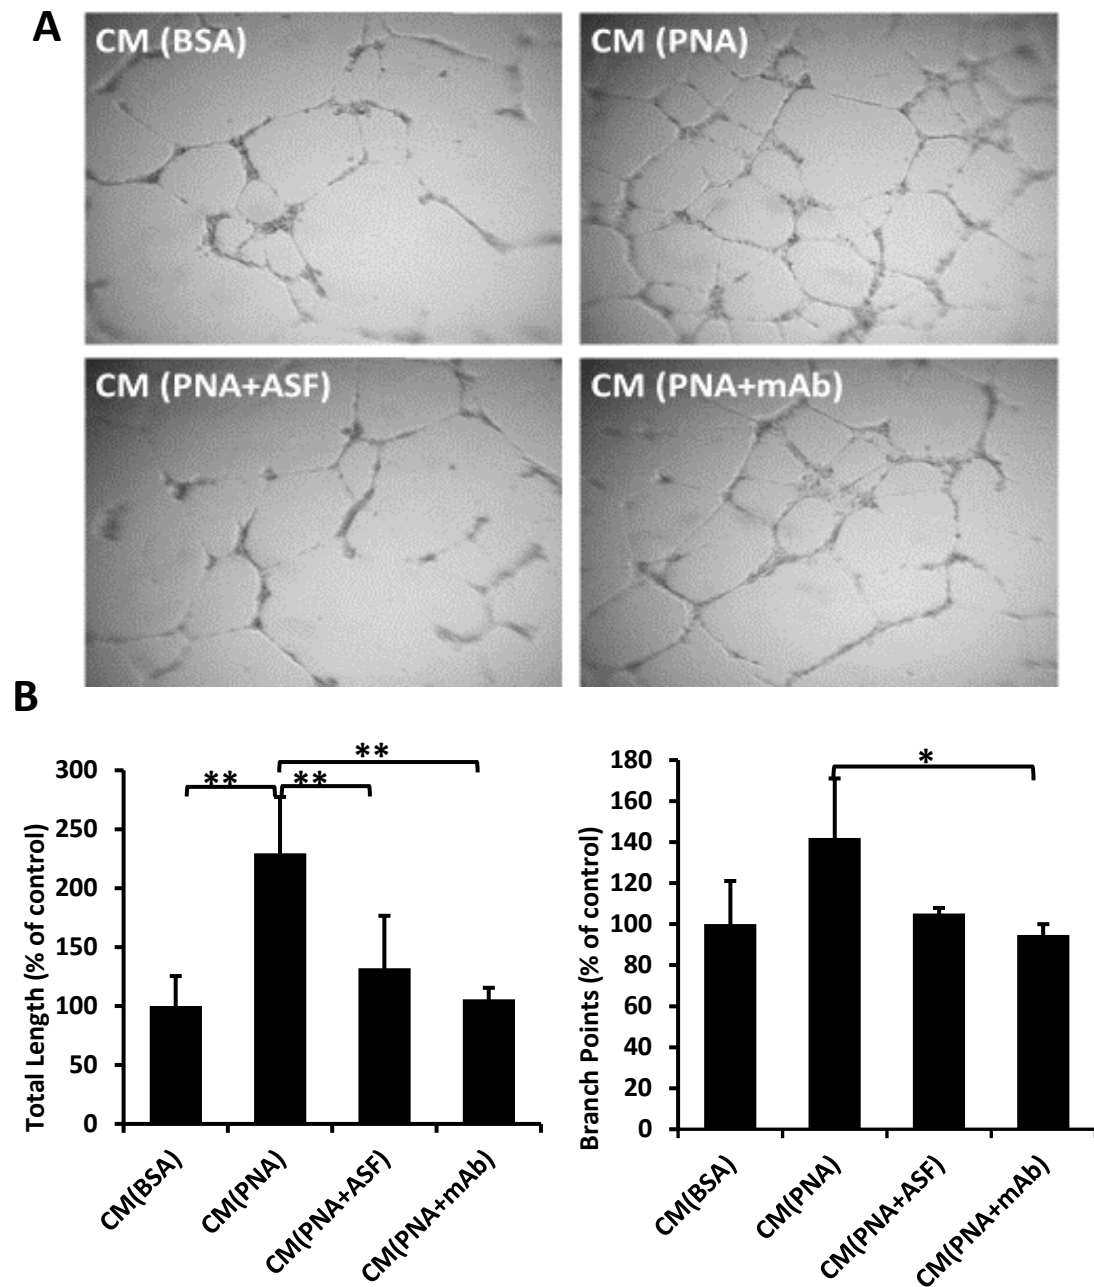 A
CM (BSA)
CM (PNA)
CM (PNA+ASF)
CM (PNA+mAb)
B
Total Length (% of control)
300
250
200
150
100
50
0
**
**
**
CM(BSA)
CM(PNA)
CM(PNA+ASF)
CM(PNA+mAb)
Branch Points (% of control)
180
160
140
120
100
80
60
40
20
0
*
CM(BSA)
CM(PNA)
CM(PNA+ASF)
CM(PNA+mAb)